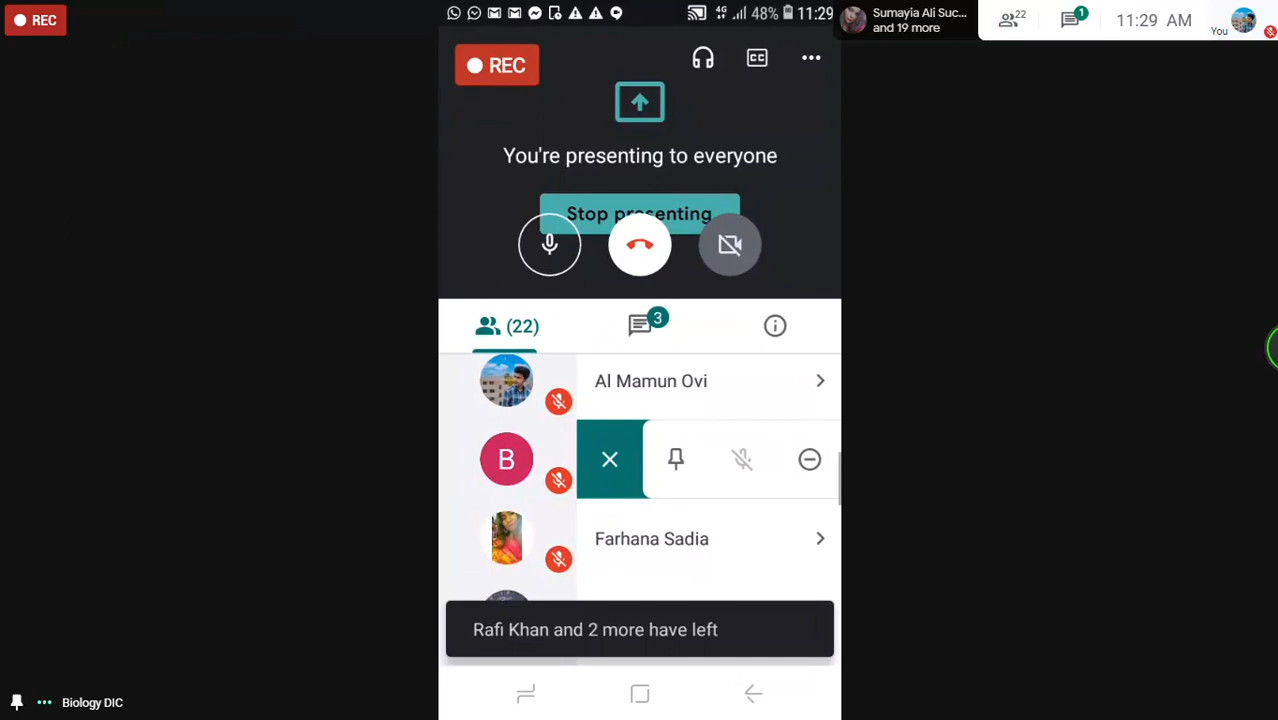 REC
48% 11:29
Sumayia Ali Suc...
and 19 more
22
1
11:29 AM
You
REC
CC
You're presenting to everyone
Stop presenting
(22)
3
Al Mamun Ovi
B
Farhana Sadia
Rafi Khan and 2 more have left
Biology DIC